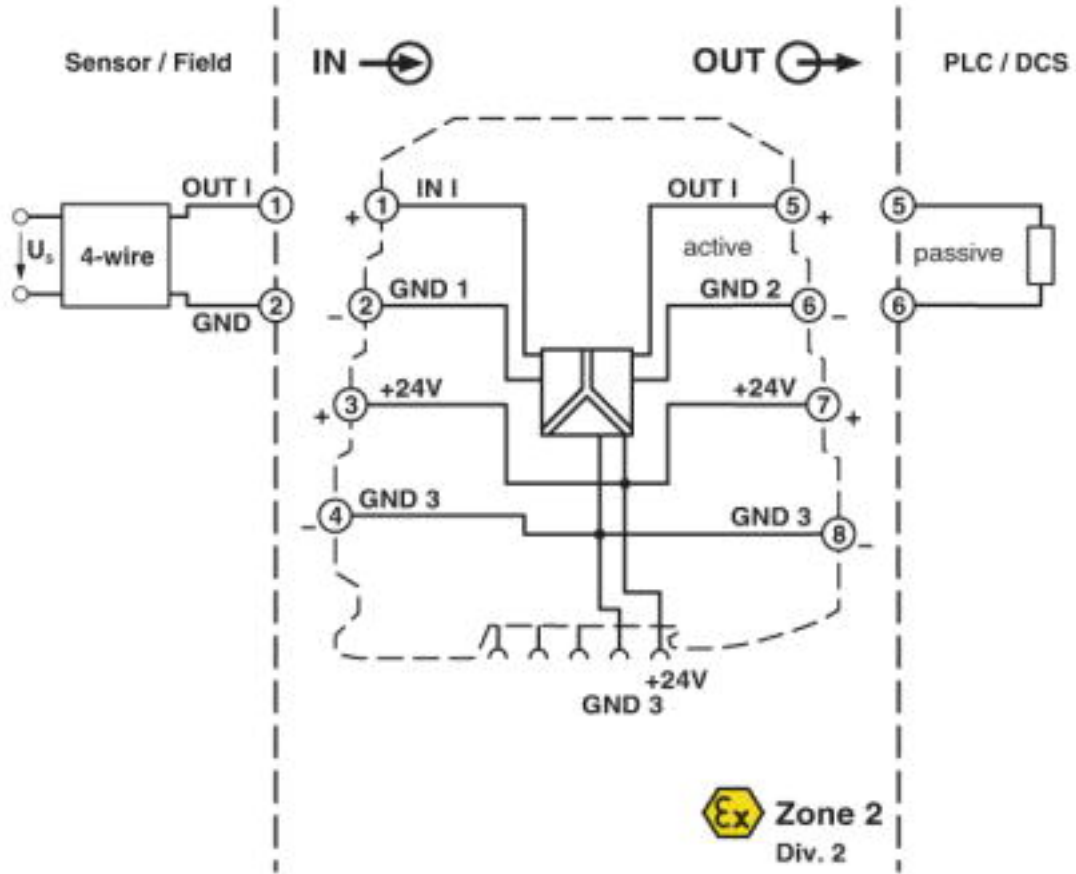 Sensor / Field
IN
OUT
PLC / DCS
OUT I
1
1
IN I
OUT I
5
5
+
+
Us
4-wire
active
passive
2
2
GND 1
GND 2
6
6
GND
–
–
3
+24V
+24V
7
+
+
4
GND 3
GND 3
8
–
–
+24V
GND 3
Ex
Zone 2
Div. 2